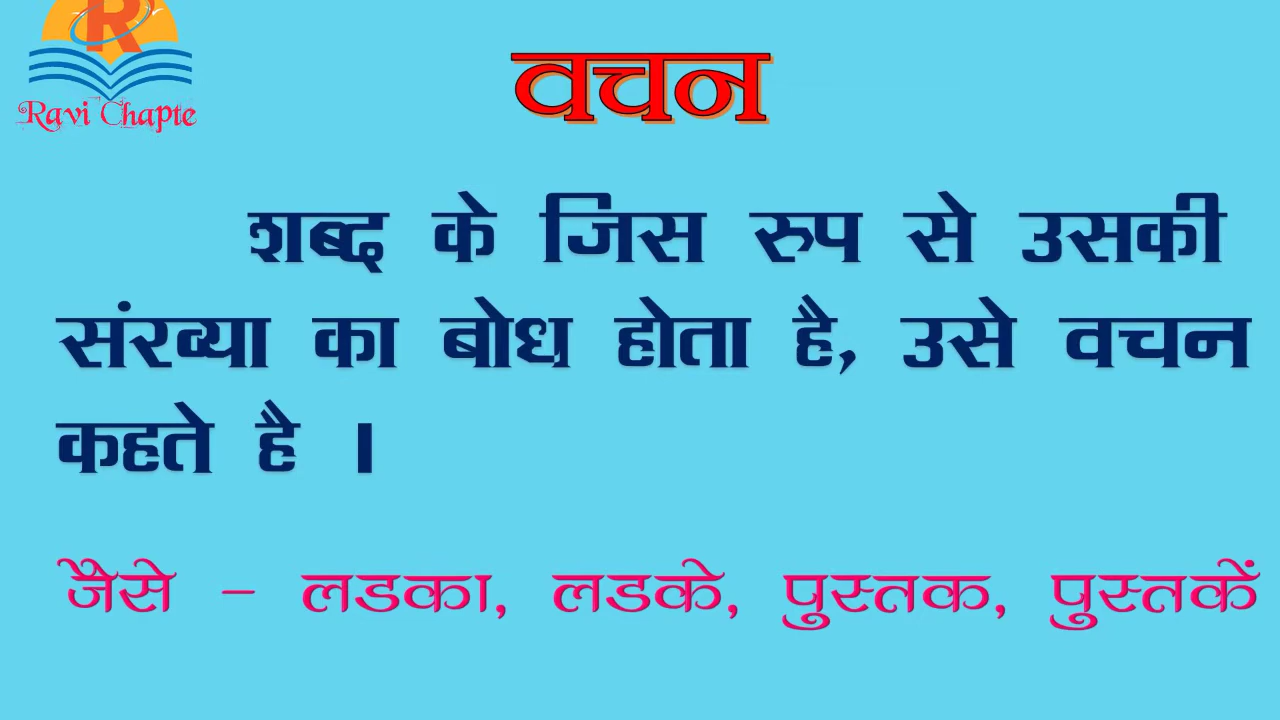 R
Ravi Chapte
वचन
शब्द के जिस रुप से उसकी
संख्या का बोध होता है, उसे वचन
कहते है ।
जैसे - लडका, लडके, पुस्तक, पुस्तकें